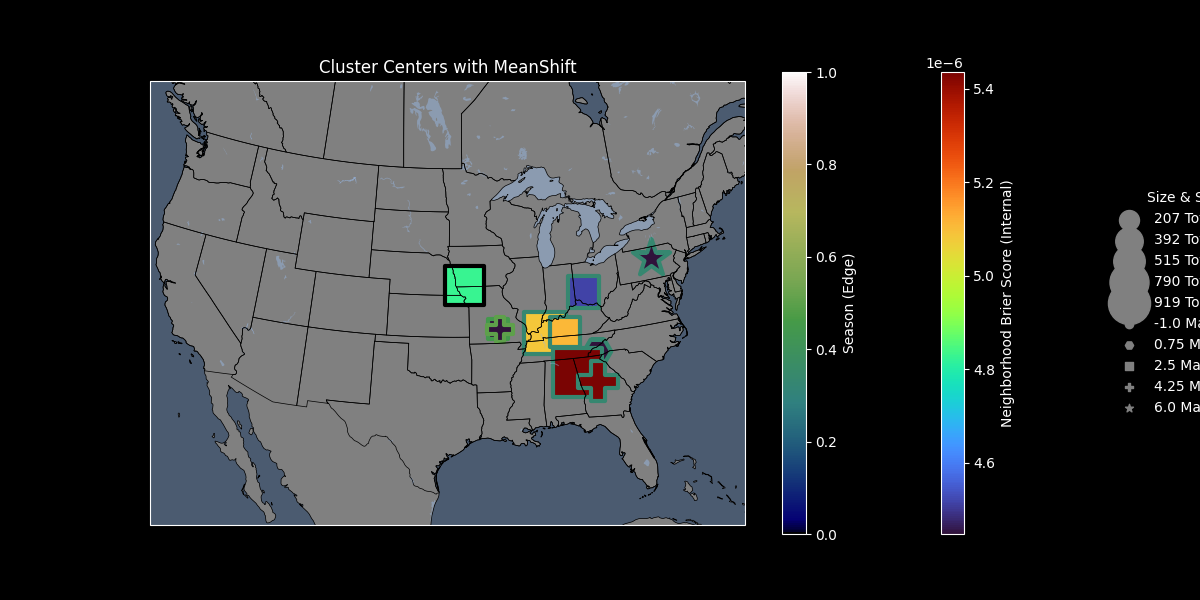 Cluster Centers with MeanShift
1.0
0.8
0.6
0.4
0.2
0.0
Season (Edge)
1e−6
5.4
5.2
5.0
4.8
4.6
Neighborhood Brier Score (Internal)
Size & S
207 To
392 To
515 To
790 To
919 To
-1.0 Ma
0.75 M
2.5 Ma
4.25 M
6.0 Ma